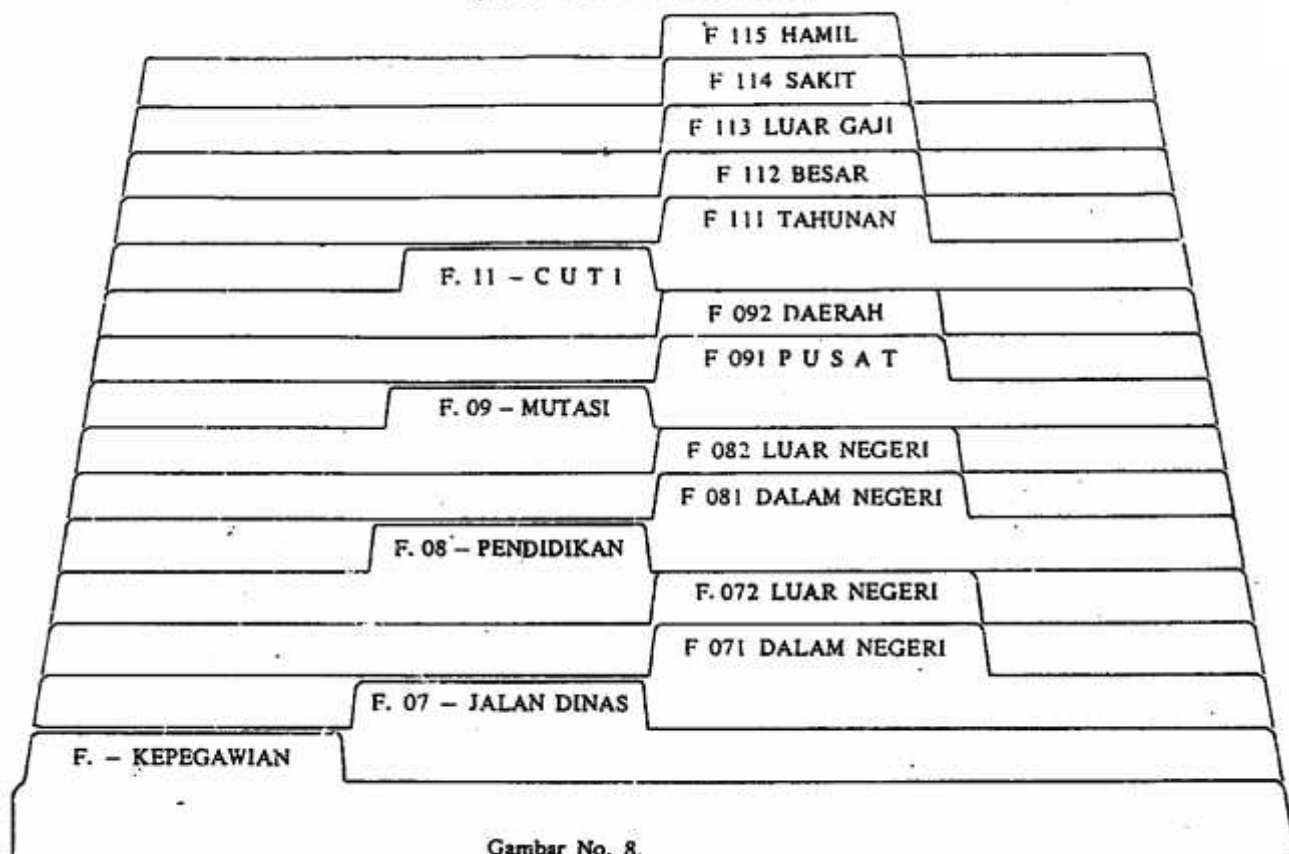 F 115 HAMIL
F 114 SAKIT
F 113 LUAR GAJI
F 112 BESAR
F 111 TAHUNAN
F. 11 – C U T I
F 092 DAERAH
F 091 P U S A T
F. 09 – MUTASI
F 082 LUAR NEGERI
F 081 DALAM NEGERI
F. 08 – PENDIDIKAN
F. 072 LUAR NEGERI
F 071 DALAM NEGERI
F. 07 – JALAN DINAS
F. – KEPEGAWIAN
Gambar No. 8.